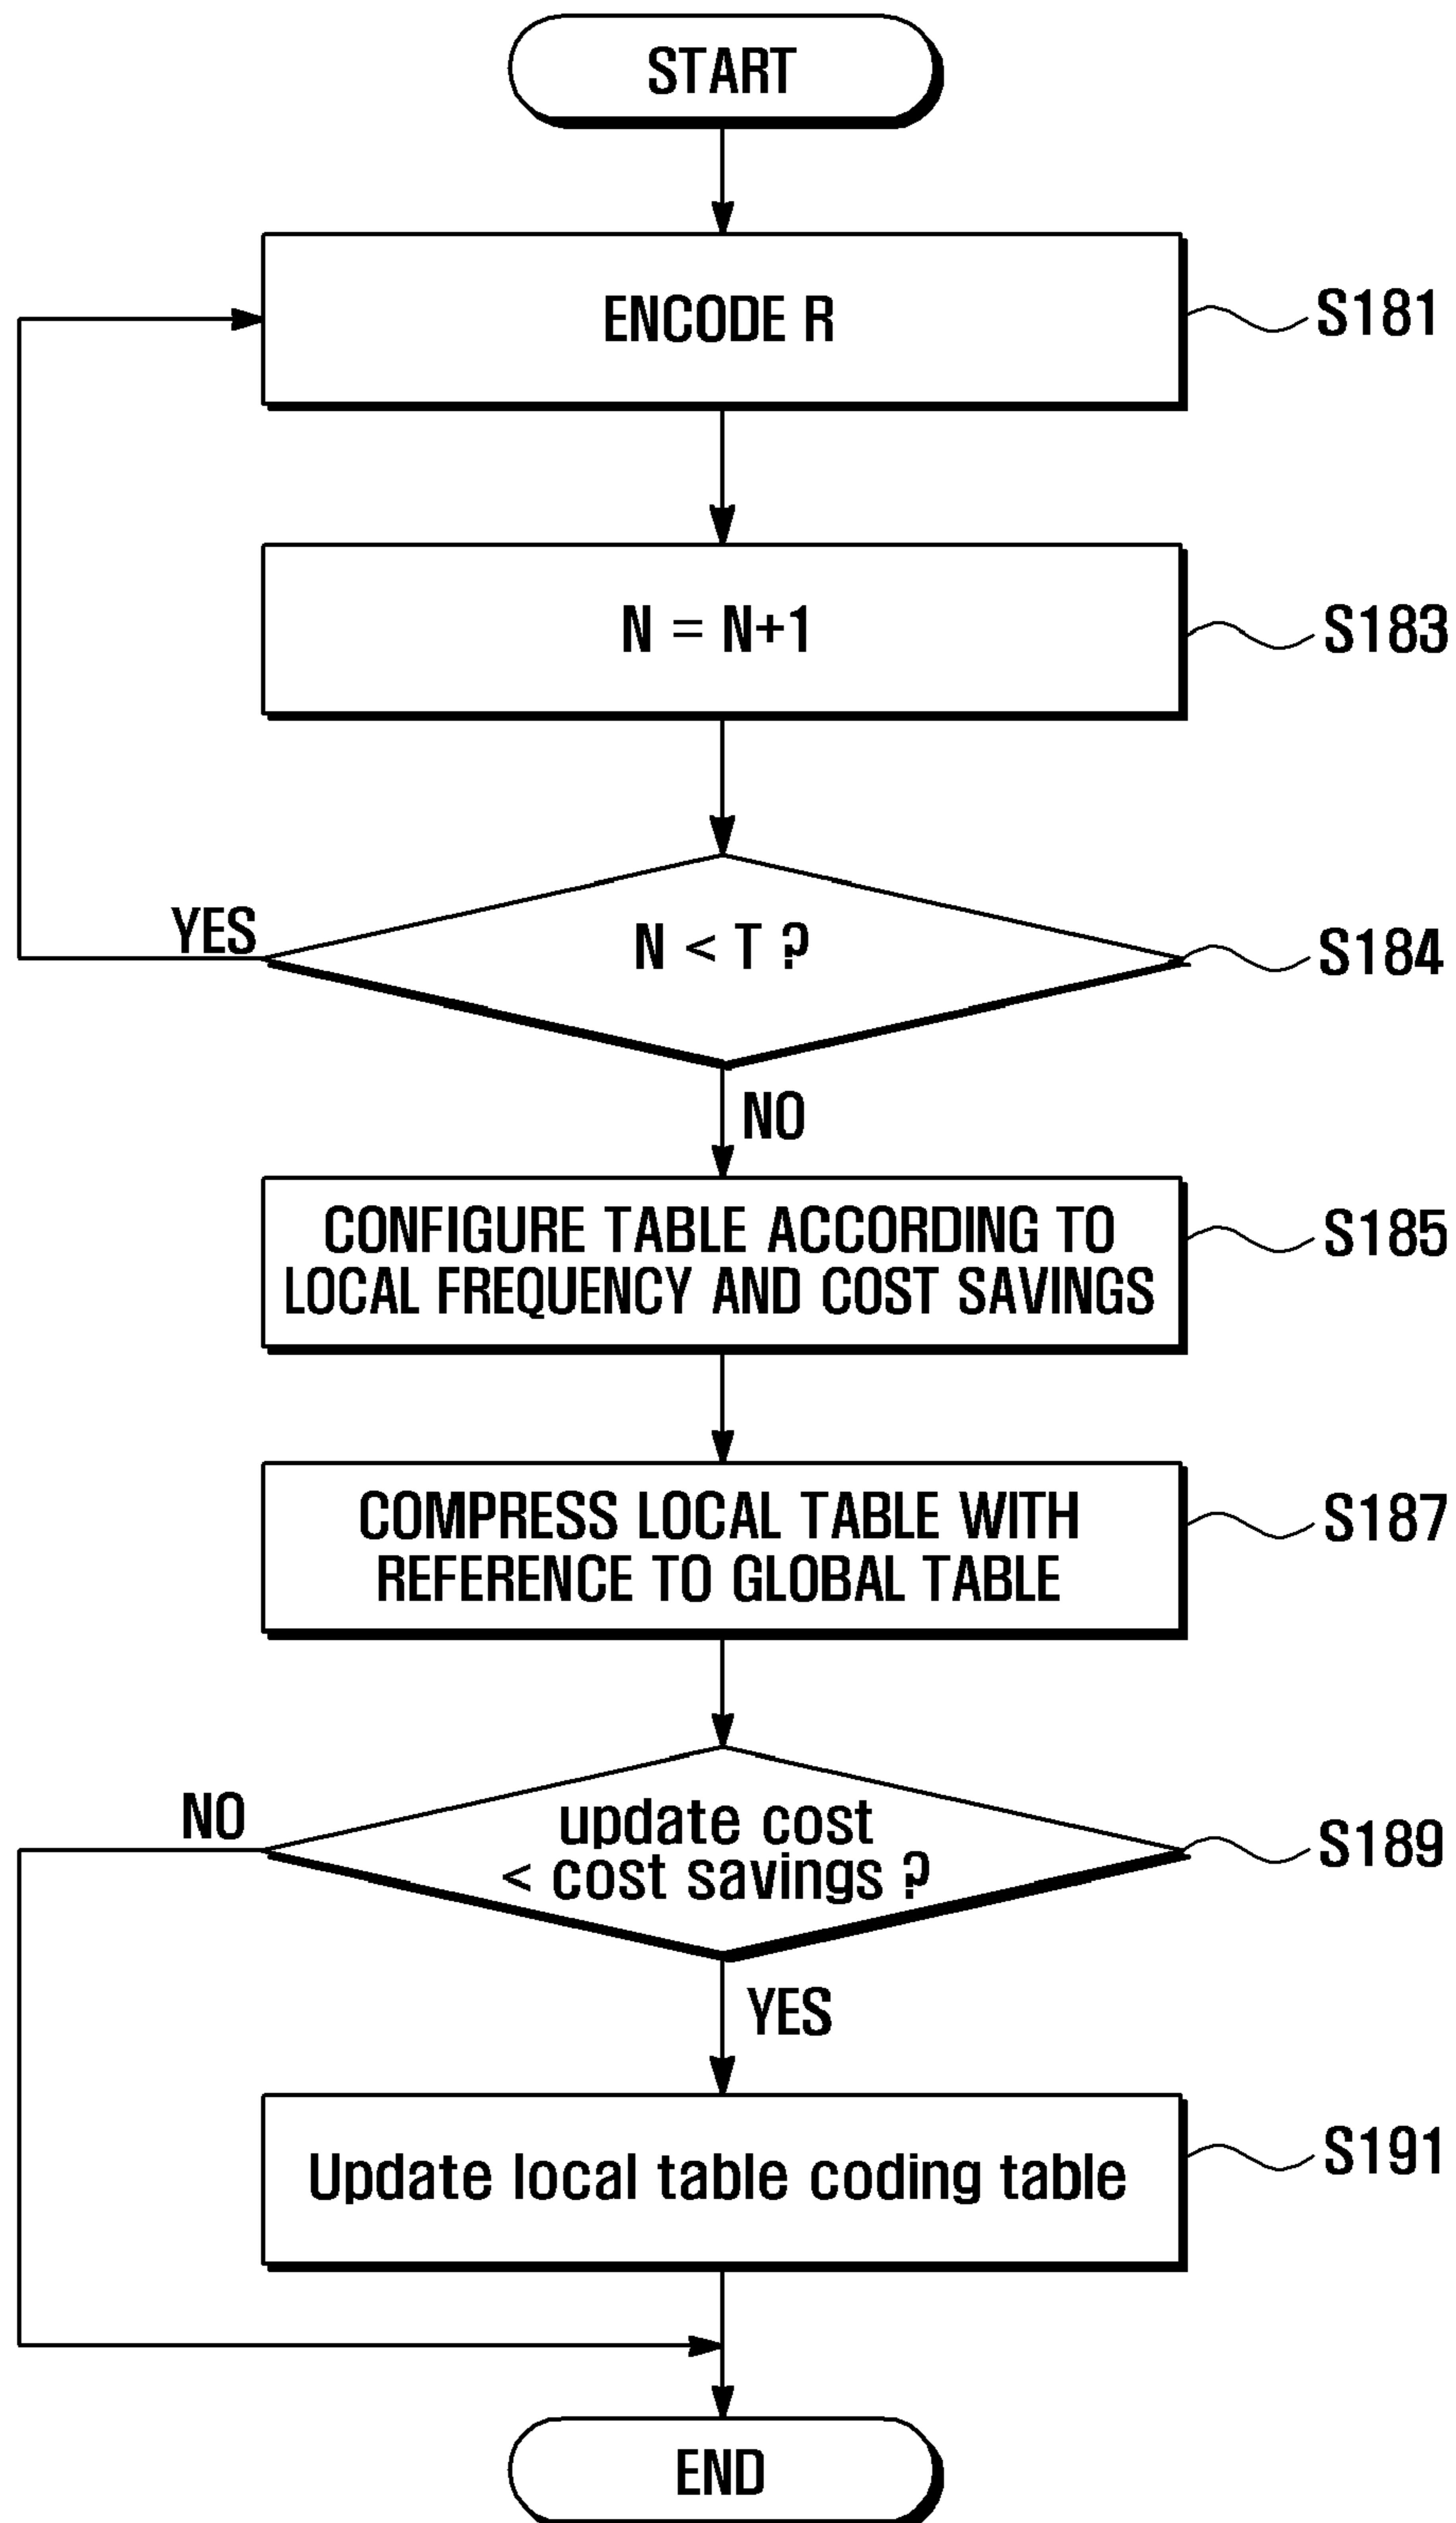 START
ENCODE R
S181
N = N+1
S183
N < T ?
S184
YES
NO
CONFIGURE TABLE ACCORDING TO
LOCAL FREQUENCY AND COST SAVINGS
S185
COMPRESS LOCAL TABLE WITH
REFERENCE TO GLOBAL TABLE
S187
update cost
< cost savings ?
S189
NO
YES
Update local table coding table
S191
END